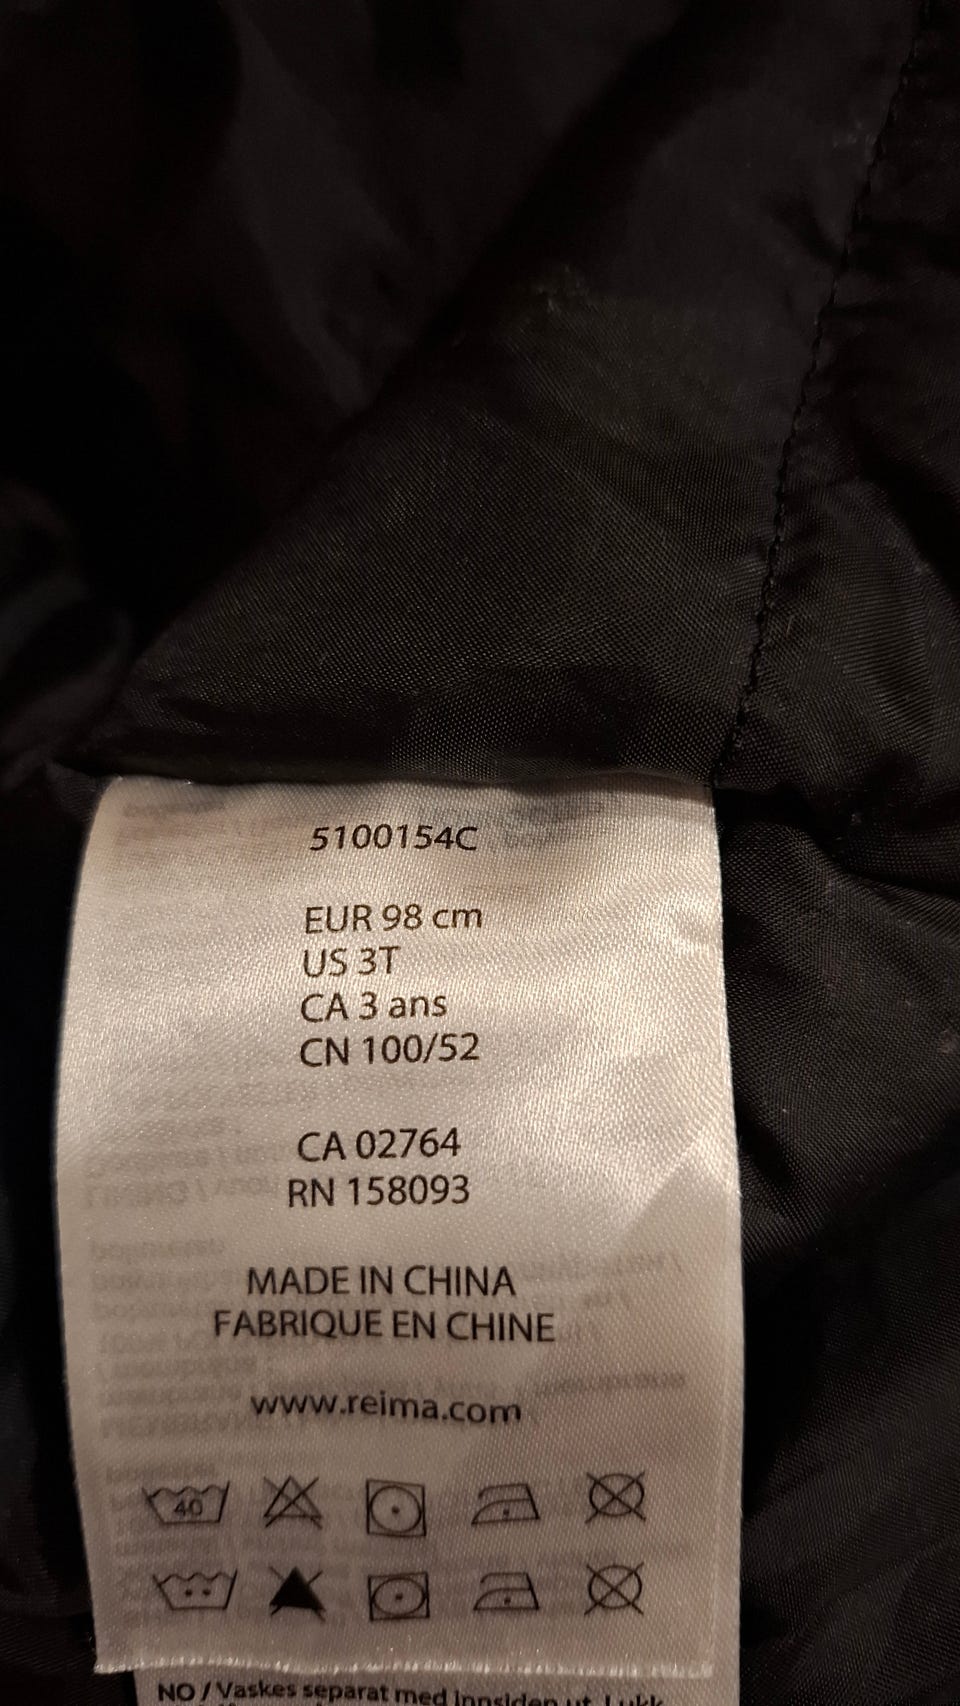 5100154C
EUR 98 cm
US 3T
CA 3 ans
CN 100/52
CA 02764
RN 158093
MADE IN CHINA
FABRIQUE EN CHINE
www.reima.com
40
NO / Vaskes separat med innsiden ut. Lukk